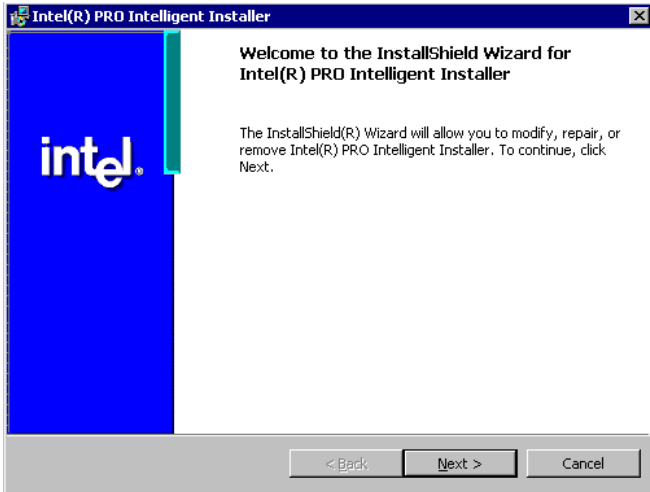 Intel(R) PRO Intelligent Installer
Welcome to the InstallShield Wizard for
Intel(R) PRO Intelligent Installer
The InstallShield(R) Wizard will allow you to modify, repair, or
remove Intel(R) PRO Intelligent Installer. To continue, click
Next.
intel.
< Back
Next >
Cancel